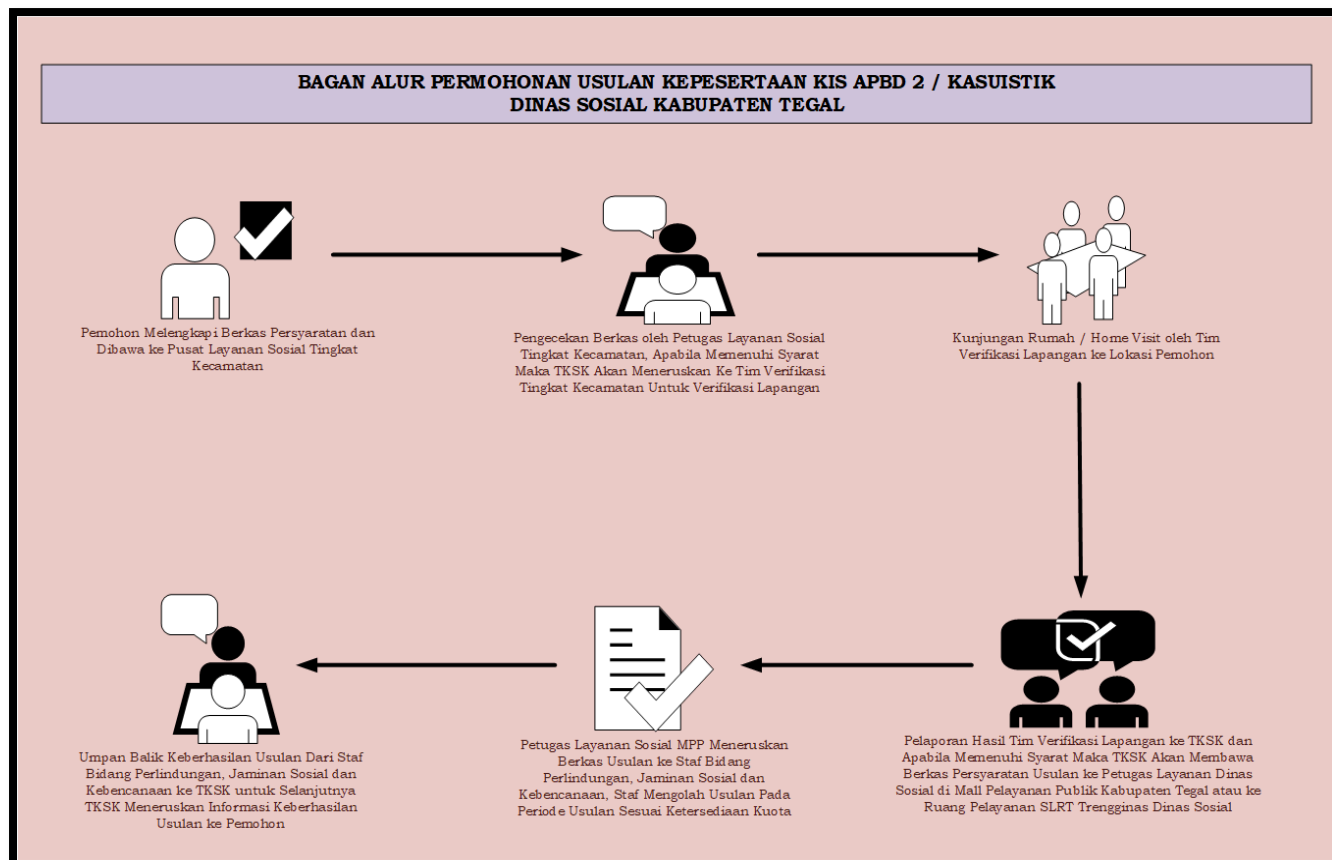 BAGAN ALUR PERMOHONAN USULAN KEPESERTAAN KIS APBD 2 / KASUISTIK
DINAS SOSIAL KABUPATEN TEGAL
Pemohon Melengkapi Berkas Persyaratan dan
Dibawa ke Pusat Layanan Sosial Tingkat
Kecamatan
Pengecekan Berkas oleh Petugas Layanan Sosial
Tingkat Kecamatan, Apabila Memenuhi Syarat
Maka TKSK Akan Meneruskan Ke Tim Verifikasi
Tingkat Kecamatan Untuk Verifikasi Lapangan
Kunjungan Rumah / Home Visit oleh Tim
Verifikasi Lapangan ke Lokasi Pemohon
Pelaporan Hasil Tim Verifikasi Lapangan ke TKSK dan
Apabila Memenuhi Syarat Maka TKSK Akan Membawa
Berkas Persyaratan Usulan ke Petugas Layanan Dinas
Sosial di Mall Pelayanan Publik Kabupaten Tegal atau ke
Ruang Pelayanan SLRT Trengginas Dinas Sosial
Petugas Layanan Sosial MPP Meneruskan
Berkas Usulan ke Staf Bidang
Perlindungan, Jaminan Sosial dan
Kebencanaan, Staf Mengolah Usulan Pada
Periode Usulan Sesuai Ketersediaan Kuota
Umpan Balik Keberhasilan Usulan Dari Staf
Bidang Perlindungan, Jaminan Sosial dan
Kebencanaan ke TKSK untuk Selanjutnya
TKSK Meneruskan Informasi Keberhasilan
Usulan ke Pemohon